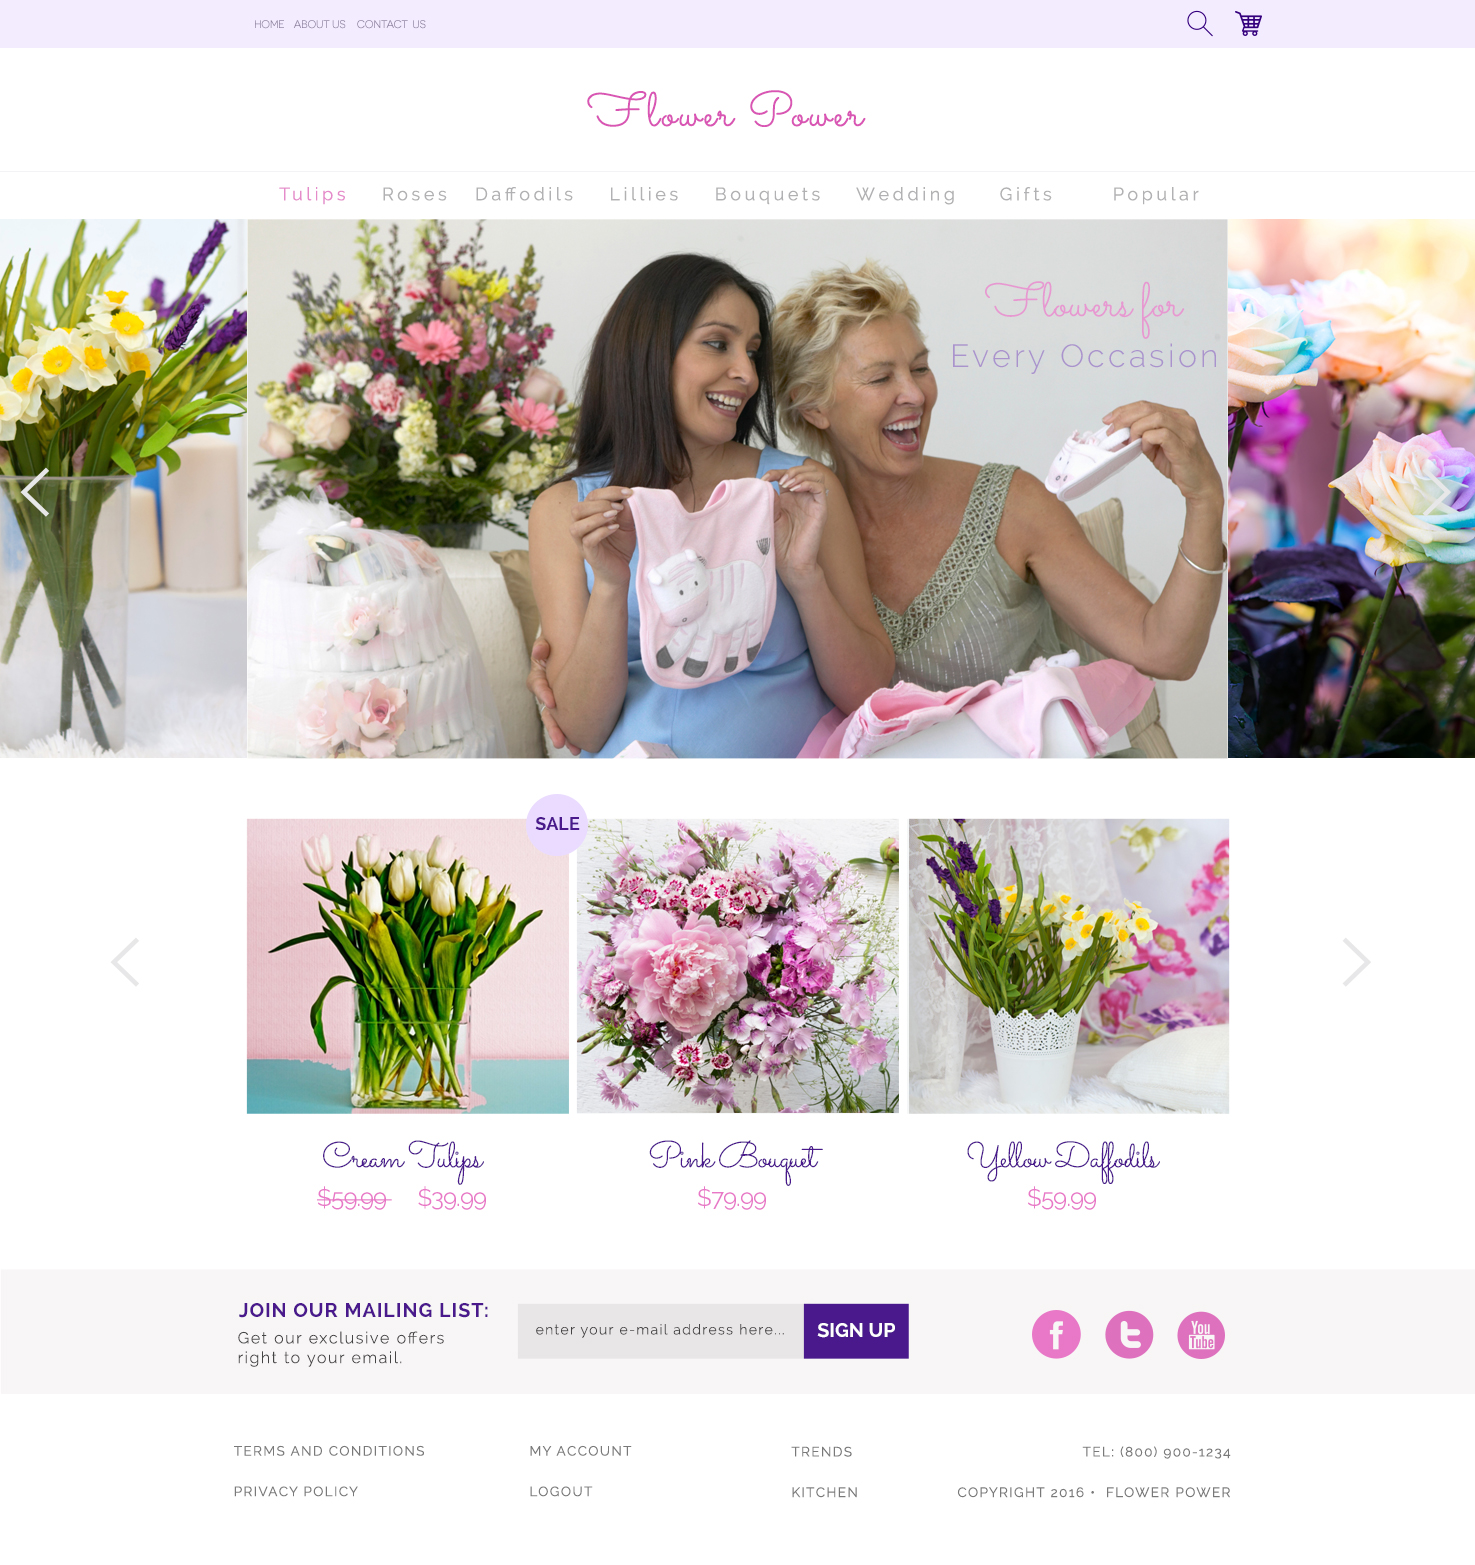 HOME ABOUT US CONTACT US
Flower Power
Tulips Roses Daffodils Lillies Bouquets Wedding Gifts Popular
Flowers for
Every Occasion
SALE
Cream Tulips
$59.99 $39.99
Pink Bouquet
$79.99
Yellow Daffodils
$59.99
JOIN OUR MAILING LIST:
Get our exclusive offers
right to your email.
enter your e-mail address here...
SIGN UP
f
t
You
Tube
TERMS AND CONDITIONS
PRIVACY POLICY
MY ACCOUNT
LOGOUT
TRENDS
KITCHEN
TEL: (800) 900-1234
COPYRIGHT 2016 • FLOWER POWER